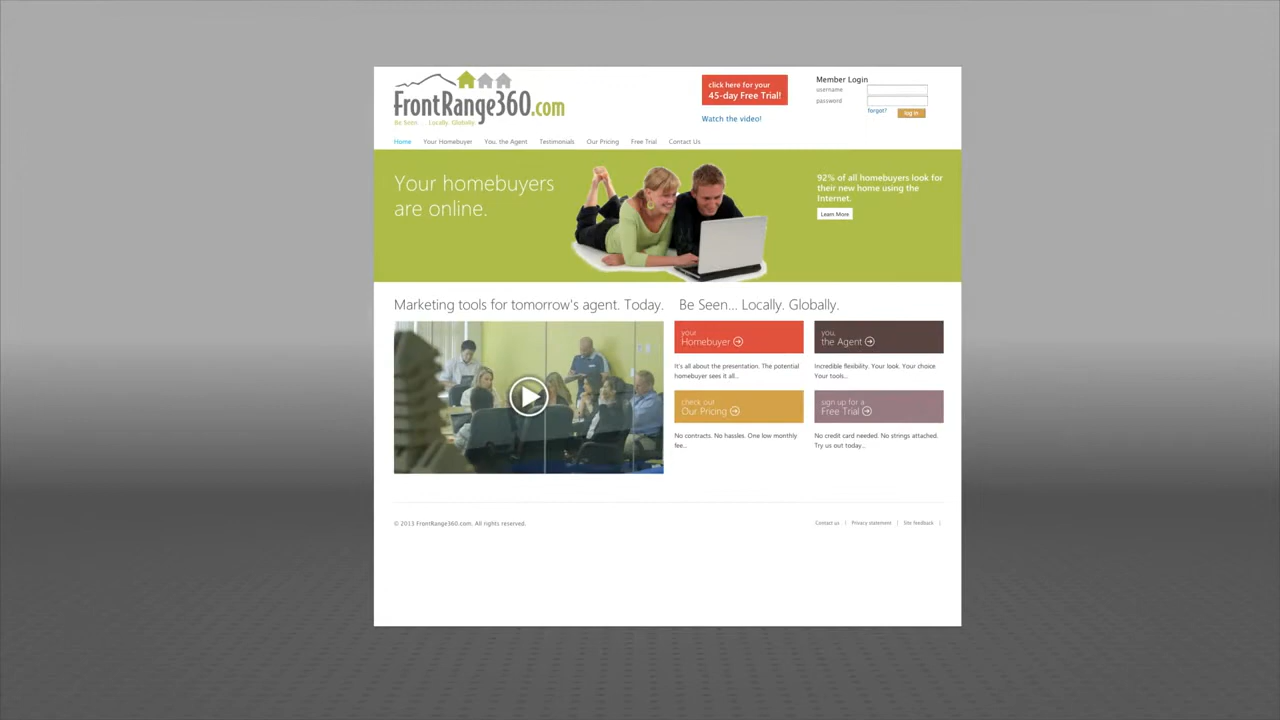 FrontRange360.com
Be Seen Locally. Globally.
click here for your
45-day Free Trial!
Watch the video!
Member Login
username
password
forgot?
log in
Home
Your Homebuyer
You, the Agent
Testimonials
Our Pricing
Free Trial
Contact Us
Your homebuyers
are online.
92% of all homebuyers look for
their new home using the
Internet.
Learn More
Marketing tools for tomorrow's agent. Today.
Be Seen... Locally. Globally.
your
Homebuyer
It's all about the presentation. The potential
homebuyer sees it all...
you,
the Agent
Incredible flexibility. Your look. Your choice.
Your tools...
check out
Our Pricing
No contracts. No hassles. One low monthly
fee...
sign up for a
Free Trial
No credit card needed. No strings attached.
Try us out today...
© 2013 FrontRange360.com. All rights reserved.
Contact us | Privacy statement | Site feedback |